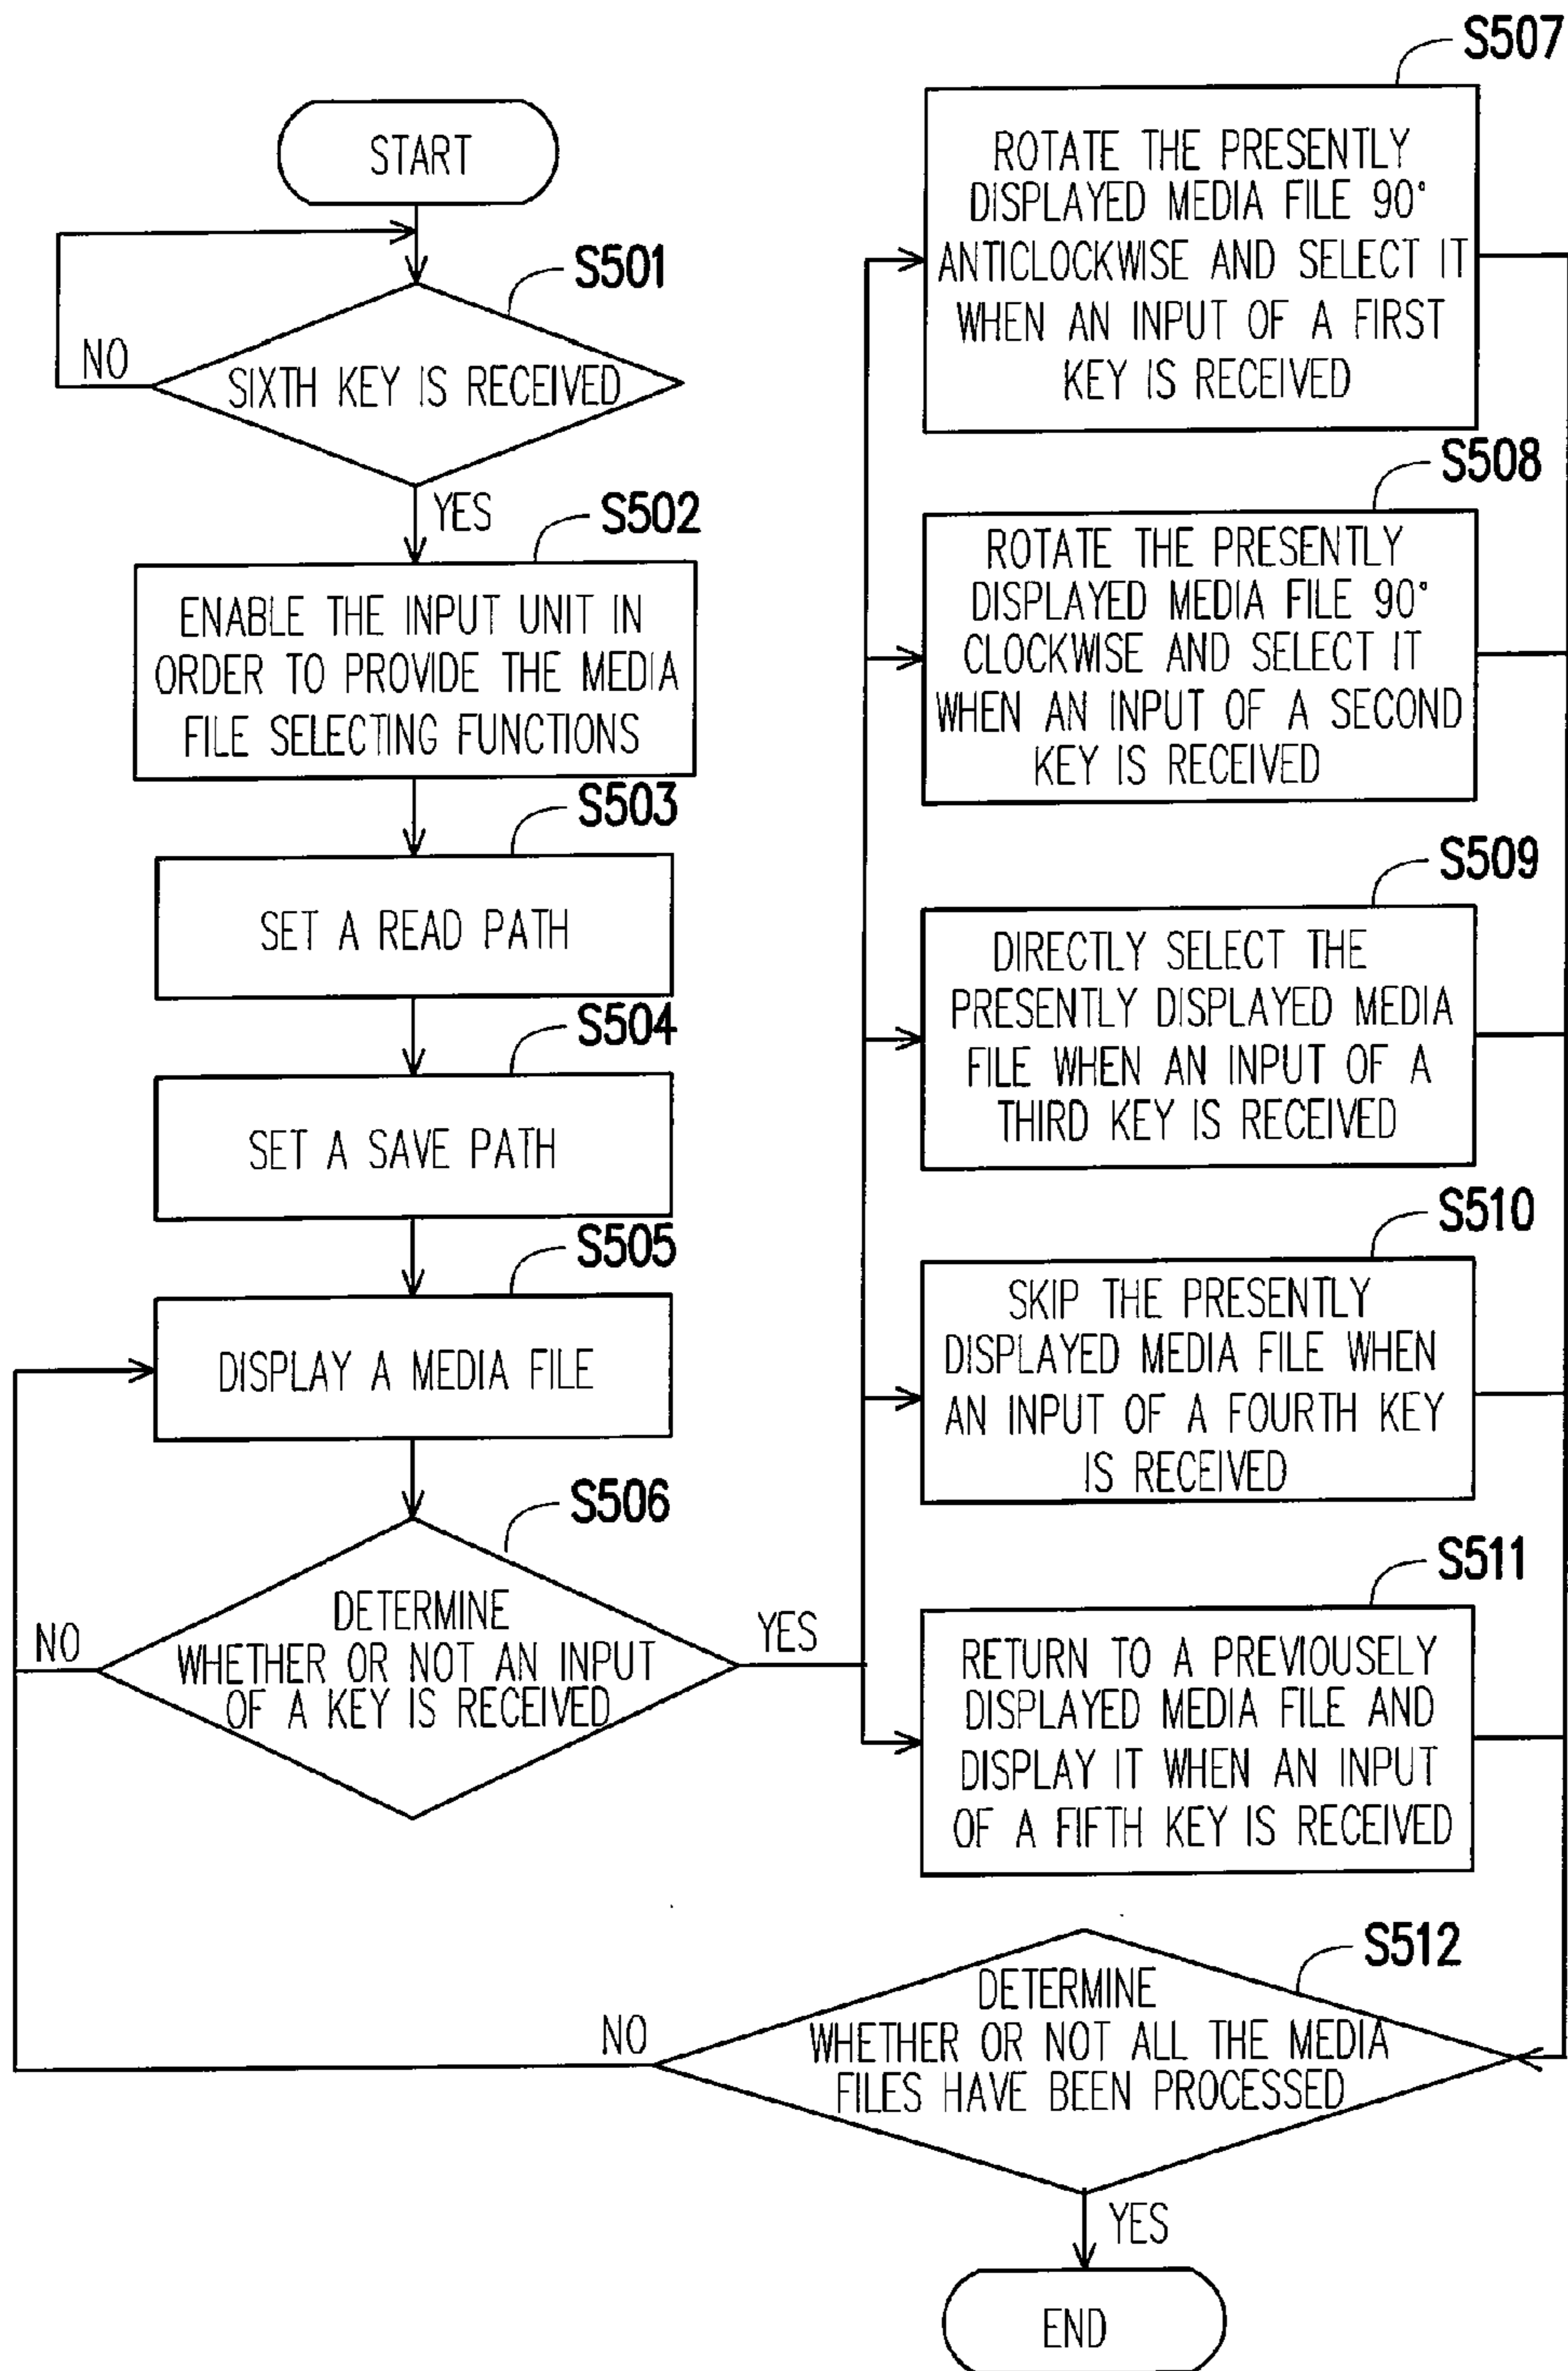 START
S501
NO
SIXTH KEY IS RECEIVED
YES
S502
ENABLE THE INPUT UNIT IN
ORDER TO PROVIDE THE MEDIA
FILE SELECTING FUNCTIONS
S503
SET A READ PATH
S504
SET A SAVE PATH
S505
DISPLAY A MEDIA FILE
S506
NO
DETERMINE
WHETHER OR NOT AN INPUT
OF A KEY IS RECEIVED
YES
S507
ROTATE THE PRESENTLY
DISPLAYED MEDIA FILE 90°
ANTICLOCKWISE AND SELECT IT
WHEN AN INPUT OF A FIRST
KEY IS RECEIVED
S508
ROTATE THE PRESENTLY
DISPLAYED MEDIA FILE 90°
CLOCKWISE AND SELECT IT
WHEN AN INPUT OF A SECOND
KEY IS RECEIVED
S509
DIRECTLY SELECT THE
PRESENTLY DISPLAYED MEDIA
FILE WHEN AN INPUT OF A
THIRD KEY IS RECEIVED
S510
SKIP THE PRESENTLY
DISPLAYED MEDIA FILE WHEN
AN INPUT OF A FOURTH KEY
IS RECEIVED
S511
RETURN TO A PREVIOUSELY
DISPLAYED MEDIA FILE AND
DISPLAY IT WHEN AN INPUT
OF A FIFTH KEY IS RECEIVED
S512
NO
DETERMINE
WHETHER OR NOT ALL THE MEDIA
FILES HAVE BEEN PROCESSED
YES
END